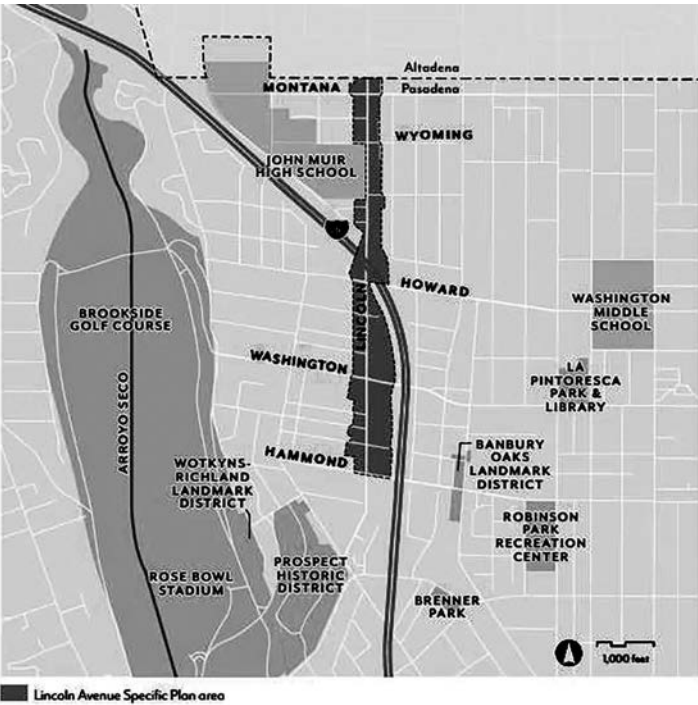 Altadena
MONTANA
Pasadena
WYOMING
JOHN MUIR
HIGH SCHOOL
HOWARD
BROOKSIDE
GOLF COURSE
LINCOLN
WASHINGTON
MIDDLE
SCHOOL
WASHINGTON
LA
PINTORESCA
PARK &
LIBRARY
ARROYO SECO
HAMMOND
WOTKYNS-
RICHLAND
LANDMARK
DISTRICT
BANBURY
OAKS
LANDMARK
DISTRICT
ROBINSON
PARK
RECREATION
CENTER
ROSE BOWL
STADIUM
PROSPECT
HISTORIC
DISTRICT
BRENNER
PARK
1,000 feet
Lincoln Avenue Specific Plan area